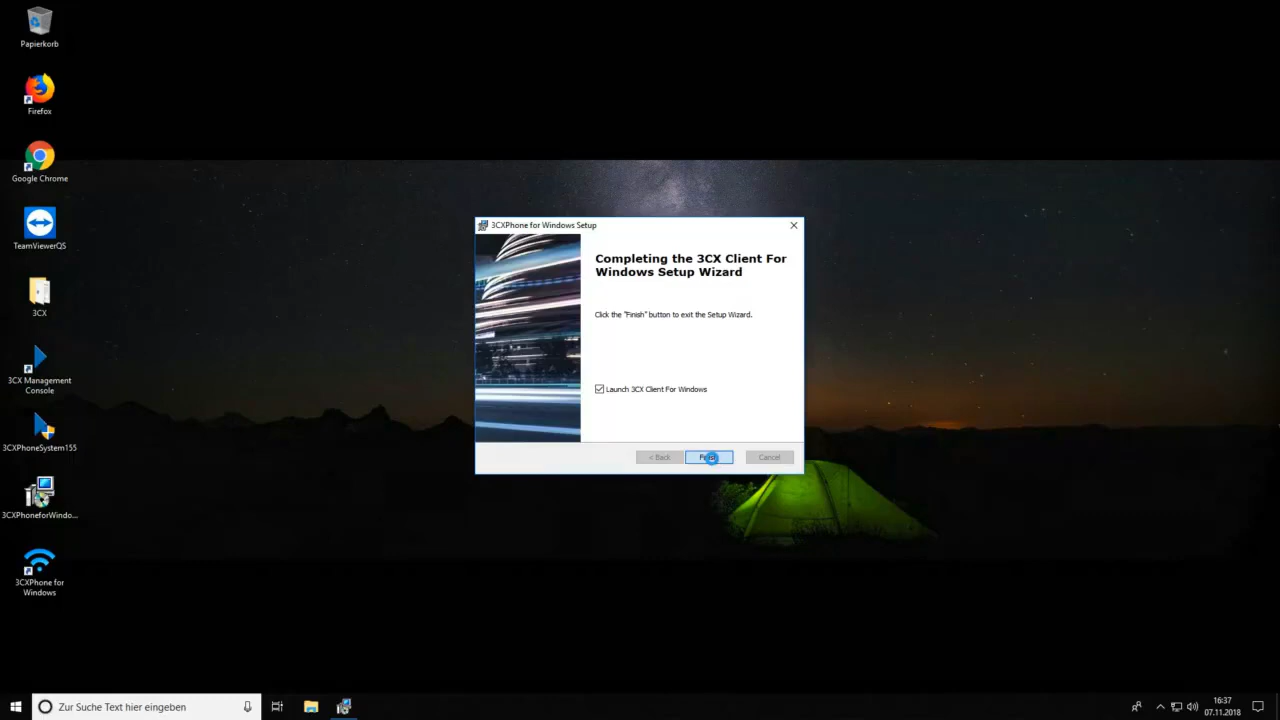 Papierkorb
Firefox
Google Chrome
TeamViewerQS
3CX
3CX Management
Console
3CXPhoneSystem155
3CXPhoneforWindo...
3CXPhone for
Windows
3CXPhone for Windows Setup
Completing the 3CX Client For
Windows Setup Wizard
Click the "Finish" button to exit the Setup Wizard.
Launch 3CX Client For Windows
< Back
Finish
Cancel
Zur Suche Text hier eingeben
16:37
07.11.2018